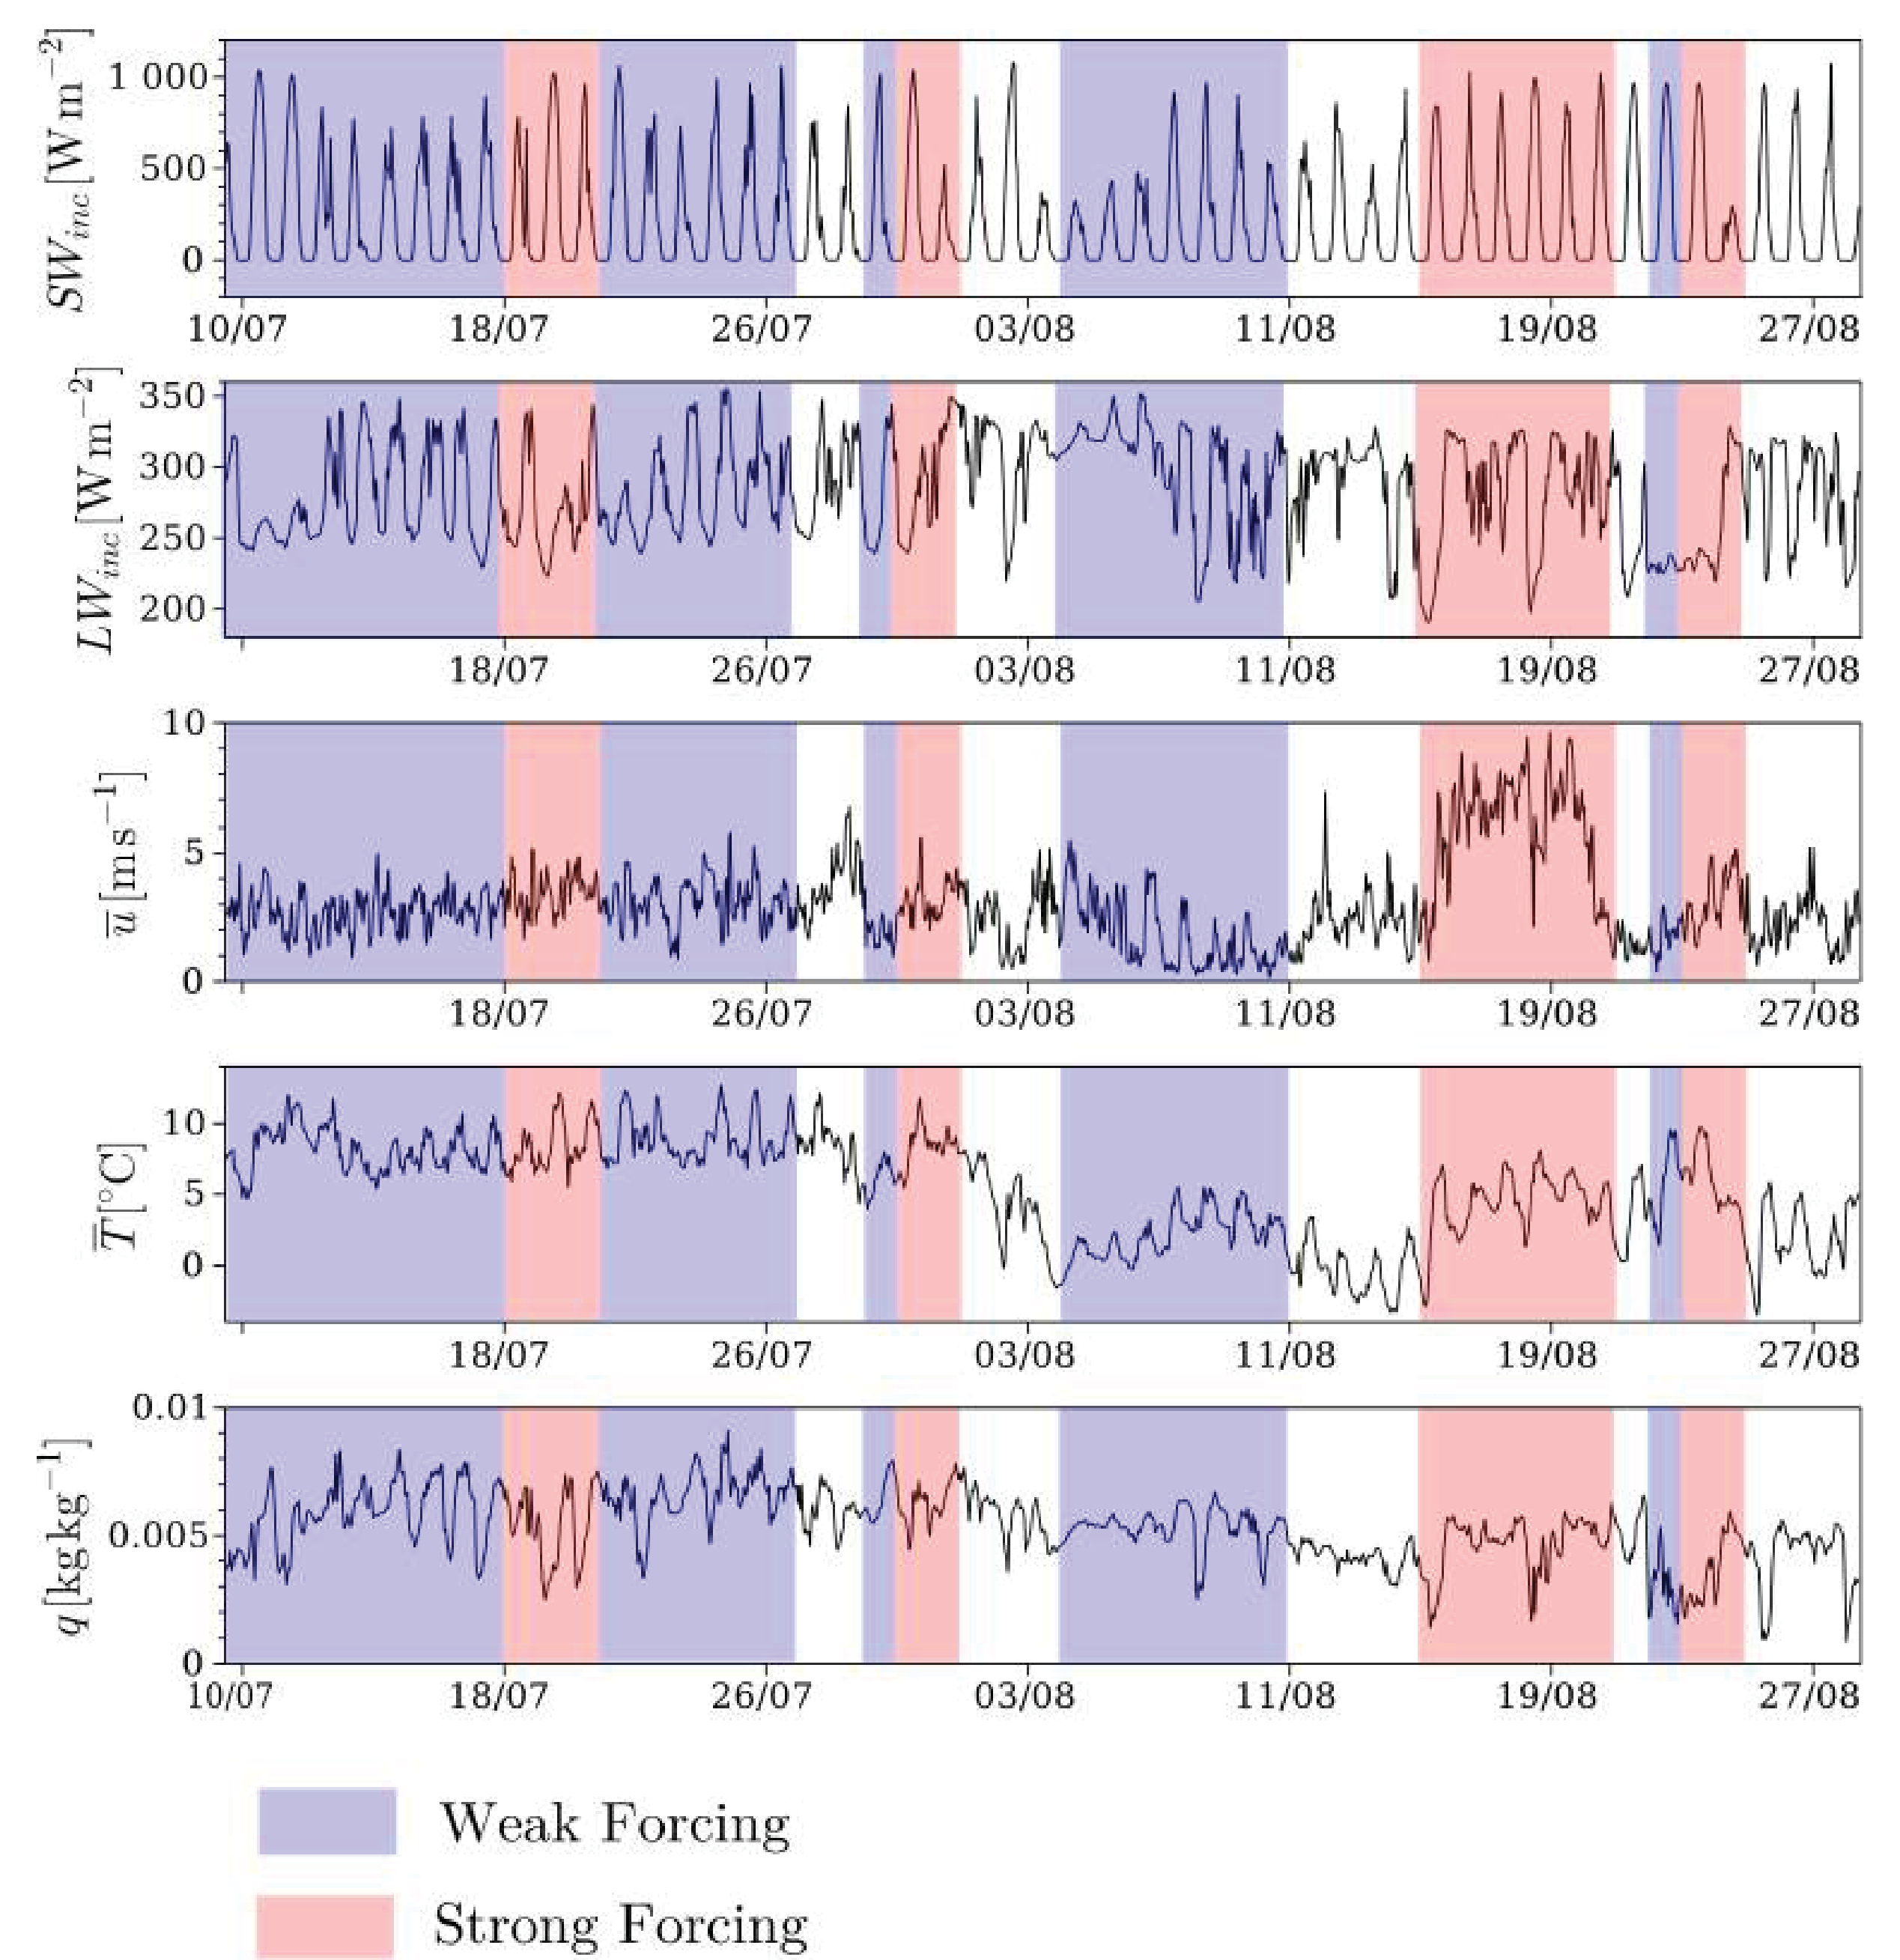 SW_inc [W m^−2]
1 000
500
0
10/07 18/07 26/07 03/08 11/08 19/08 27/08
LW_inc [W m^−2]
350
300
250
200
18/07 26/07 03/08 11/08 19/08 27/08
u̅ [ms^−1]
10
5
0
18/07 26/07 03/08 11/08 19/08 27/08
T̅ [°C]
10
5
0
18/07 26/07 03/08 11/08 19/08 27/08
q [kg kg^−1]
0.01
0.005
0
10/07 18/07 26/07 03/08 11/08 19/08 27/08
Weak Forcing
Strong Forcing